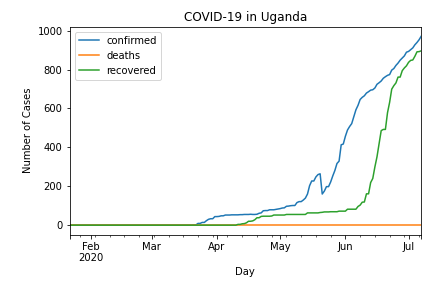 COVID-19 in Uganda
confirmed
deaths
recovered
Number of Cases
1000
800
600
400
200
0
Feb Mar Apr May Jun Jul
2020
Day